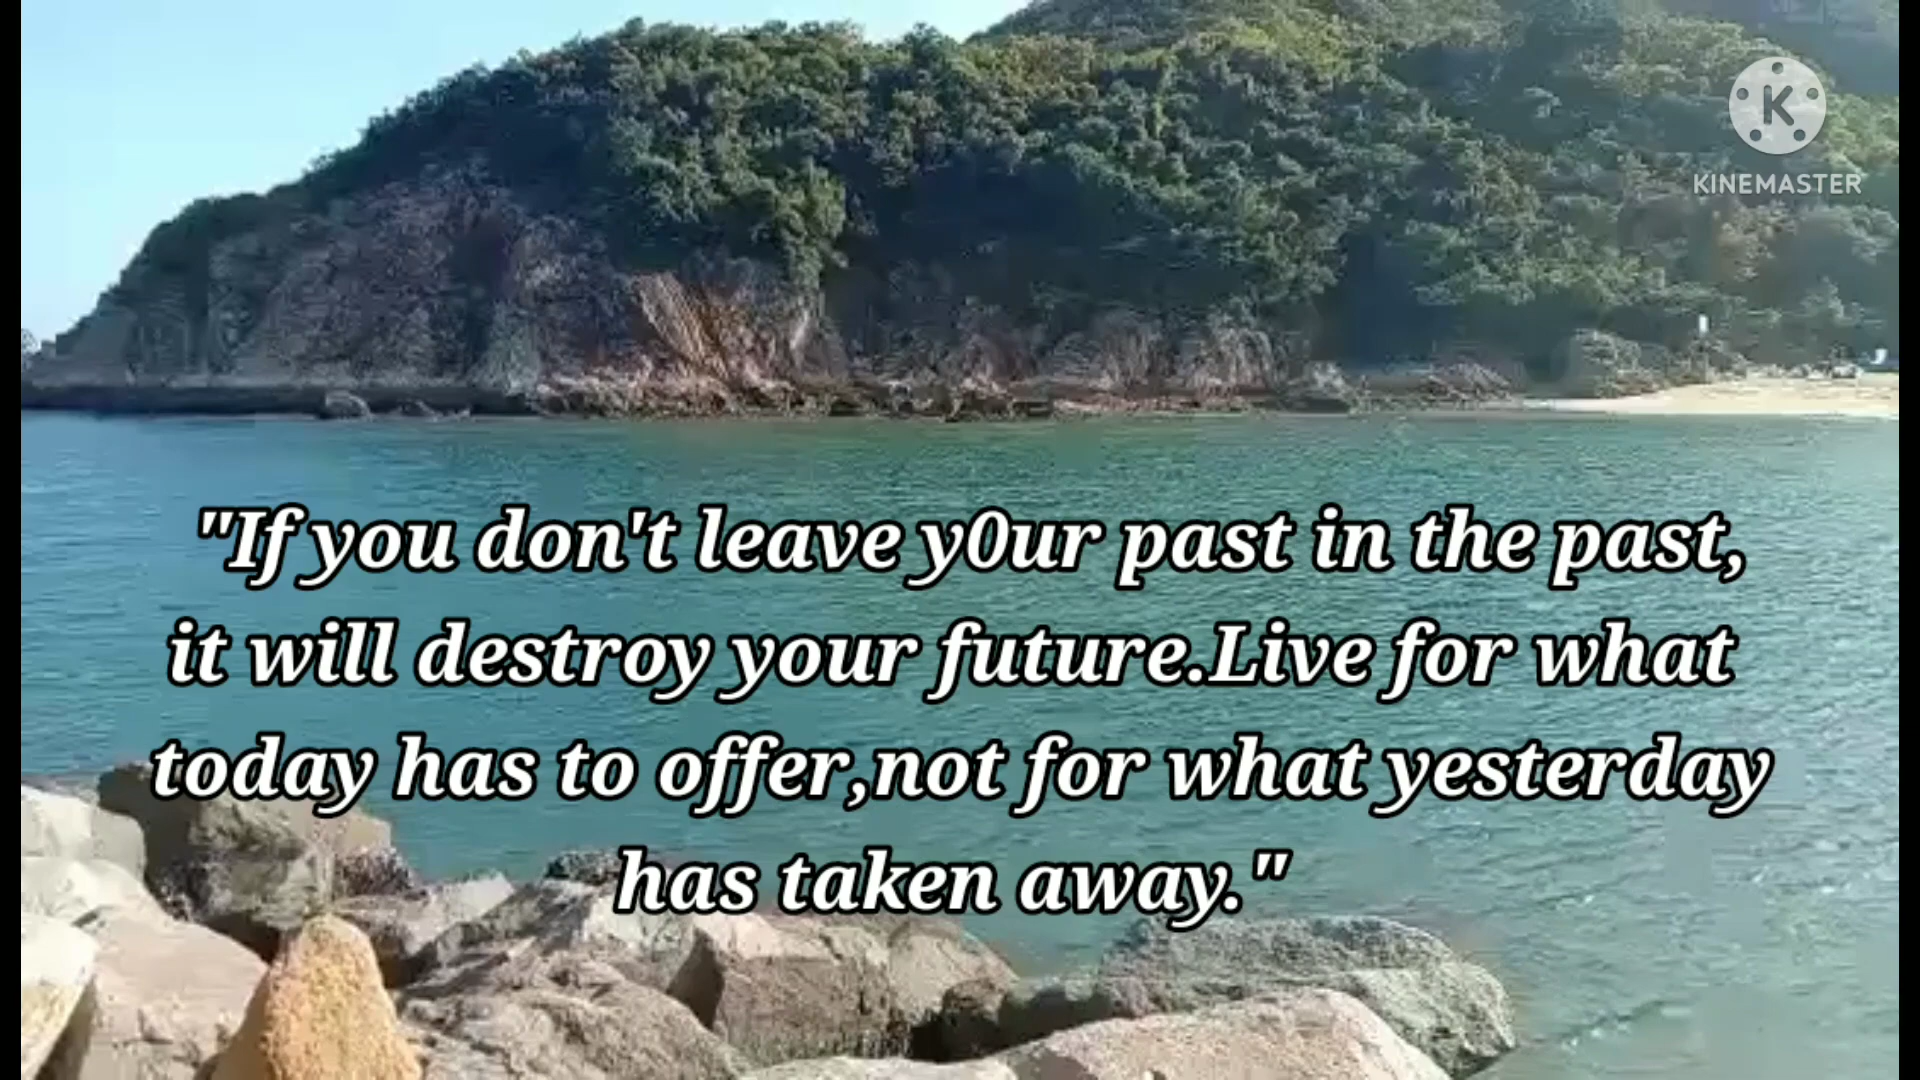 K
KINEMASTER
"If you don't leave y0ur past in the past,
it will destroy your future.Live for what
today has to offer,not for what yesterday
has taken away."